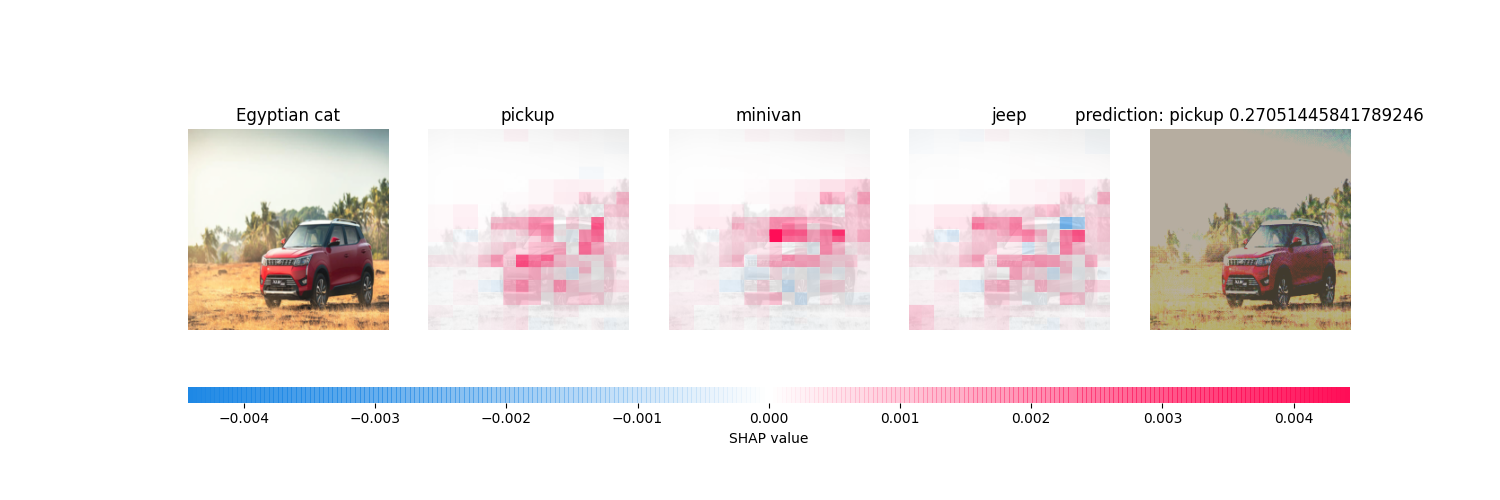 Egyptian cat
pickup
minivan
jeep
prediction: pickup 0.27051445841789246
−0.004
−0.003
−0.002
−0.001
0.000
0.001
0.002
0.003
0.004
SHAP value